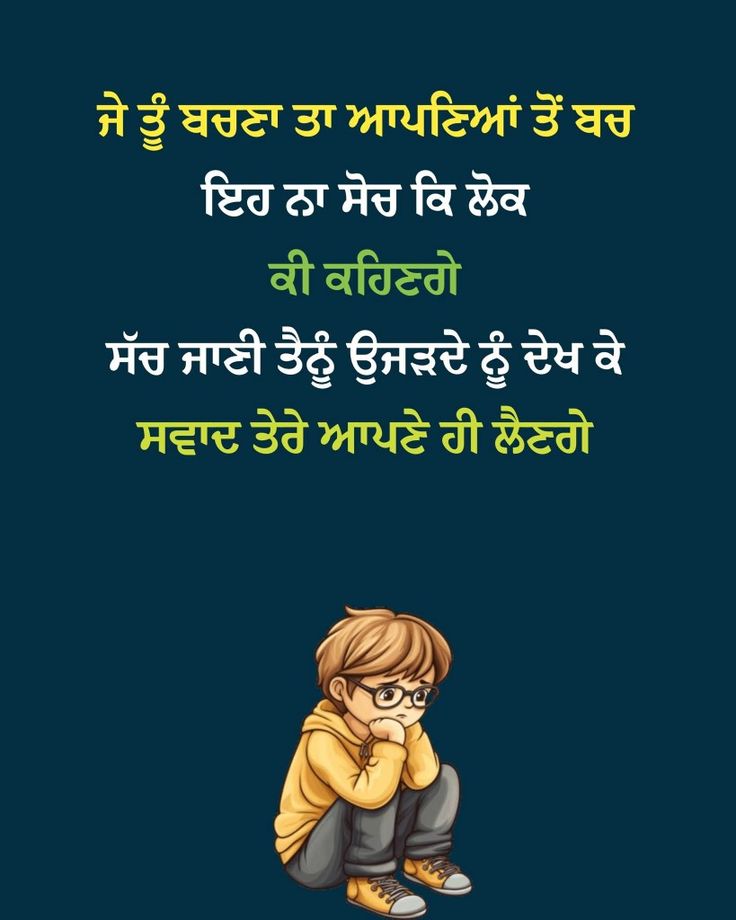 ਜੇ ਤੂੰ ਬਚਣਾ ਤਾ ਆਪਣਿਆਂ ਤੋਂ ਬਚ
ਇਹ ਨਾ ਸੋਚ ਕਿ ਲੋਕ
ਕੀ ਕਹਿਣਗੇ
ਸੱਚ ਜਾਣੀ ਤੈਨੂੰ ਉਜੜਦੇ ਨੂੰ ਦੇਖ ਕੇ
ਸਵਾਦ ਤੇਰੇ ਆਪਣੇ ਹੀ ਲੈਣਗੇ